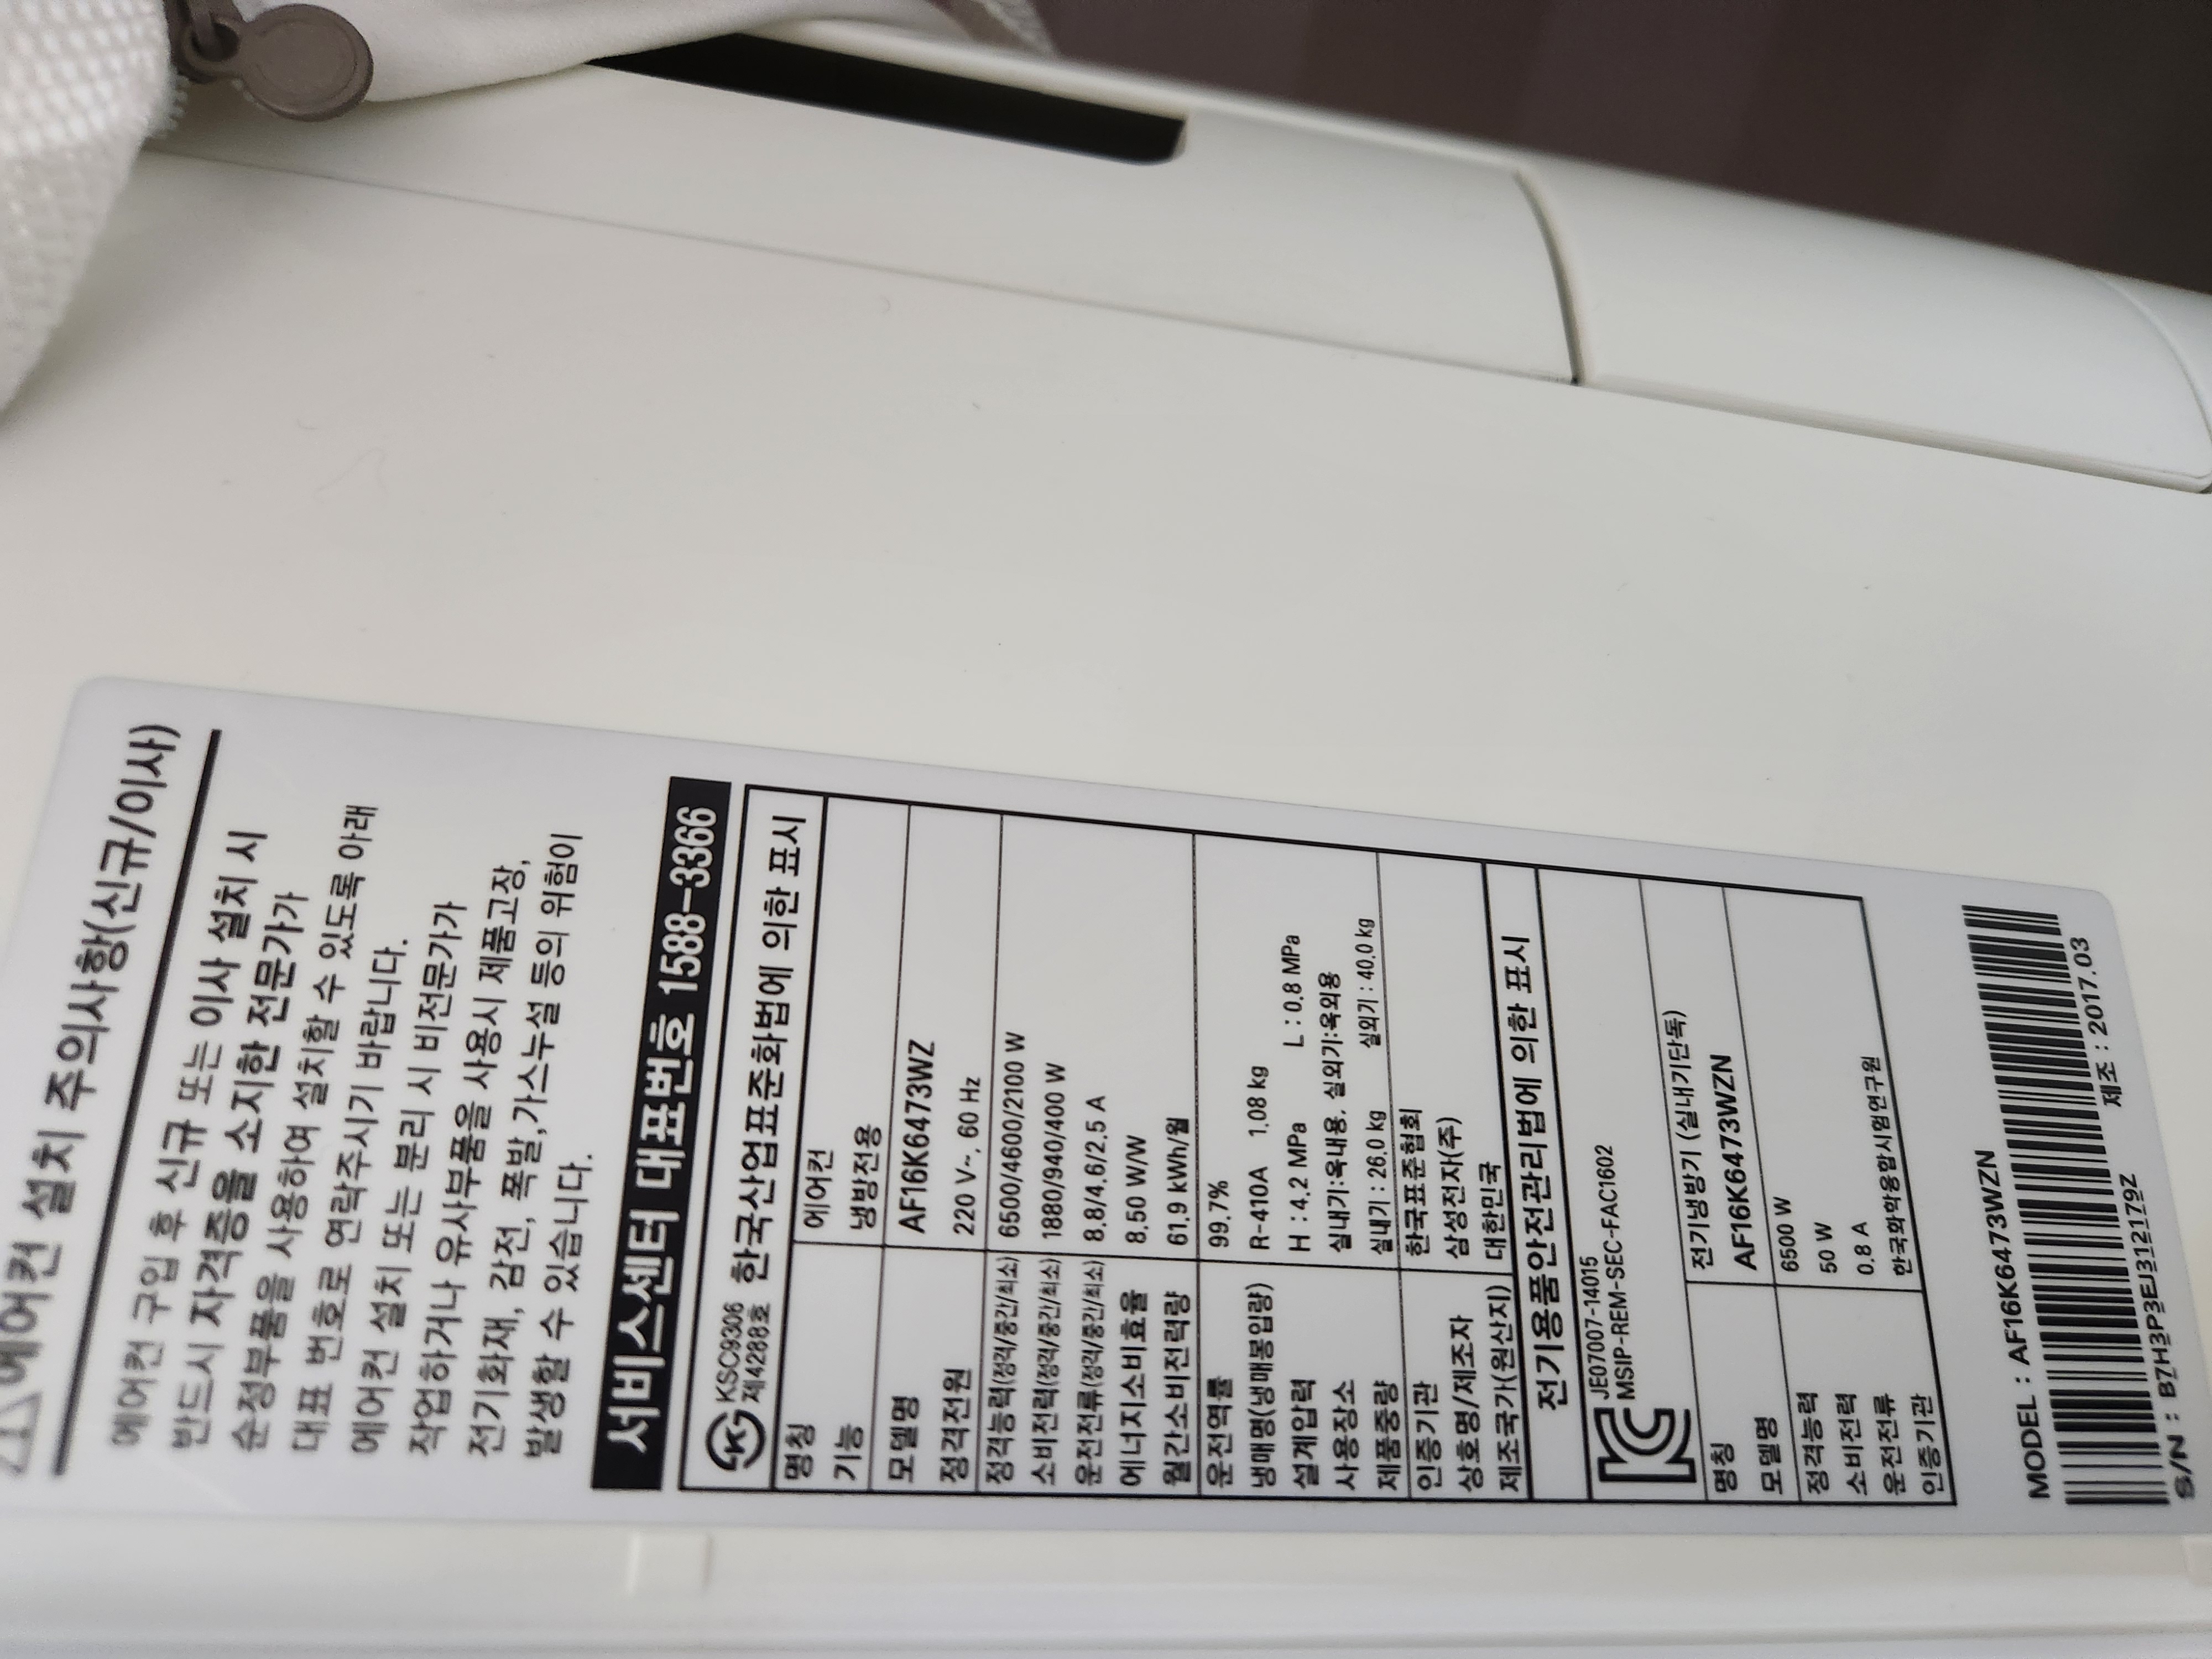 에어컨 설치 주의사항(신규/이사)
에어컨 구입 후 신규 또는 이사 설치 시
반드시 자격증을 소지한 전문가가
순정부품을 사용하여 설치할 수 있도록 아래
대표 번호로 연락주시기 바랍니다.
에어컨 설치 또는 분리 시 비전문가가
작업하거나 유사부품을 사용시 제품고장,
전기화재, 감전, 폭발,가스누설 등의 위험이
발생할 수 있습니다.
서비스센터 대표번호 1588-3366
KSC9306
제4288호
한국산업표준화법에 의한 표시
명칭 에어컨
기능 냉방전용
모델명 AF16K6473WZ
정격전원 220 V~, 60 Hz
정격능력(정격/중간/최소) 6500/4600/2100 W
소비전력(정격/중간/최소) 1880/940/400 W
운전전류(정격/중간/최소) 8.8/4.6/2.5 A
에너지소비효율 8.50 W/W
월간소비전력량 61.9 kWh/월
운전역률 99.7%
냉매명(냉매봉입량) R-410A 1.08 kg
설계압력 H : 4.2 MPa L : 0.8 MPa
사용장소 실내기:옥내용, 실외기:옥외용
제품중량 실내기 : 26.0 kg 실외기 : 40.0 kg
인증기관 한국표준협회
상호명/제조자 삼성전자(주)
제조국가(원산지) 대한민국
전기용품안전관리법에 의한 표시
JE07007-14015
MSIP-REM-SEC-FAC1602
명칭 전기냉방기 (실내기단독)
모델명 AF16K6473WZN
정격능력 6500 W
소비전력 50 W
운전전류 0.8 A
인증기관 한국화학융합시험연구원
MODEL : AF16K6473WZN
제조 : 2017.03
S/N : B7H3P3EJ312179Z